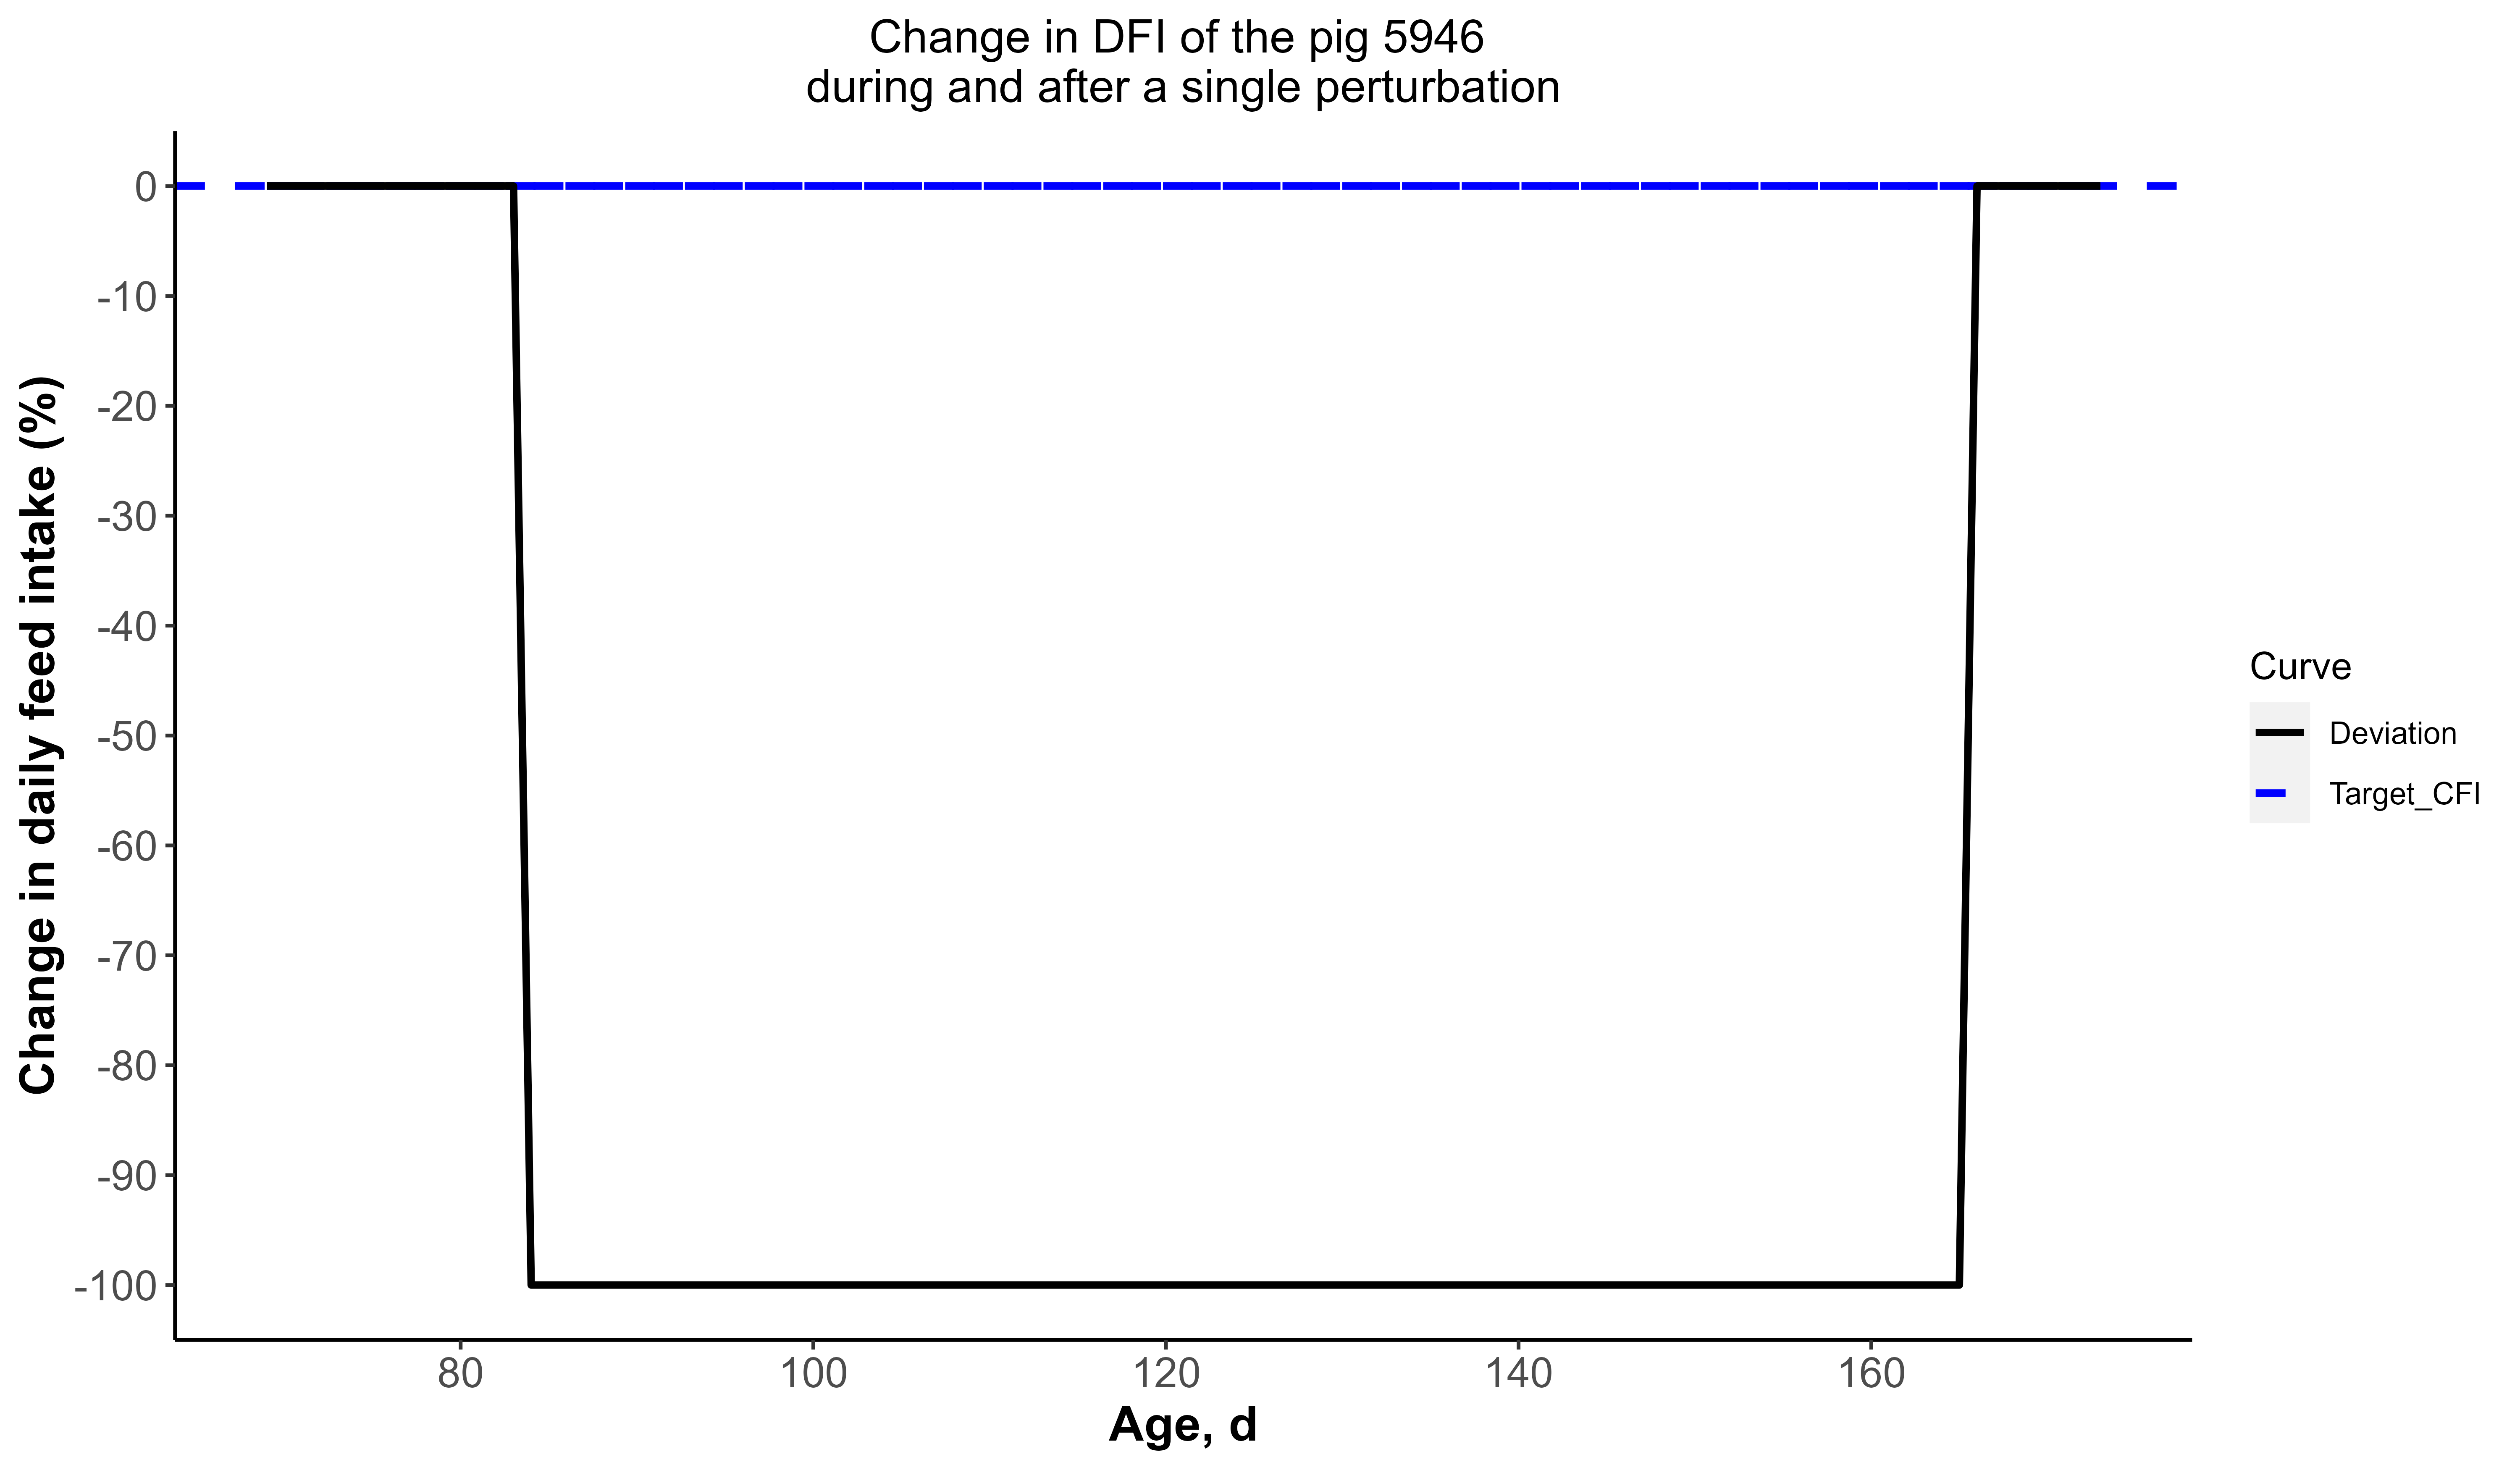 Change in DFI of the pig 5946
during and after a single perturbation
Change in daily feed intake (%)
0
-10
-20
-30
-40
-50
-60
-70
-80
-90
-100
80
100
120
140
160
Age, d
Curve
Deviation
Target_CFI